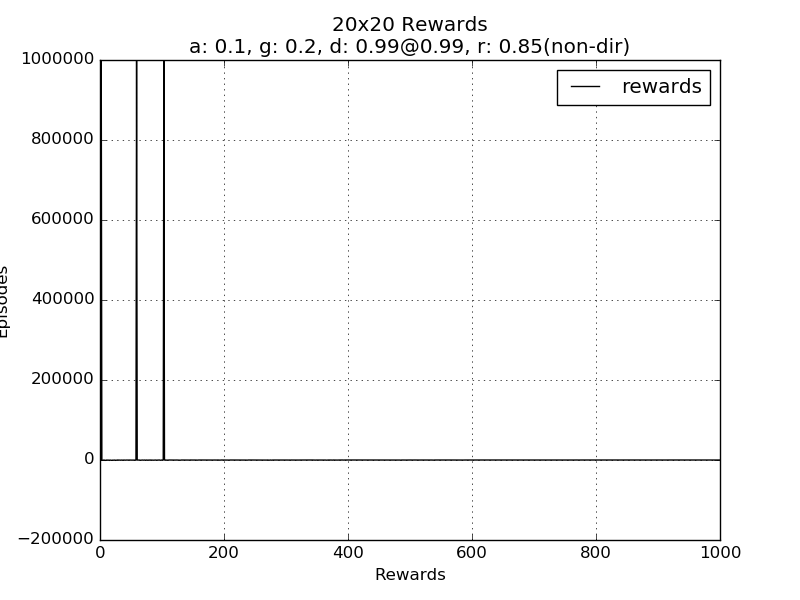 20x20 Rewards
a: 0.1, g: 0.2, d: 0.99@0.99, r: 0.85(non-dir)
rewards
1000000
800000
600000
400000
200000
0
−200000
Episodes
0 200 400 600 800 1000
Rewards